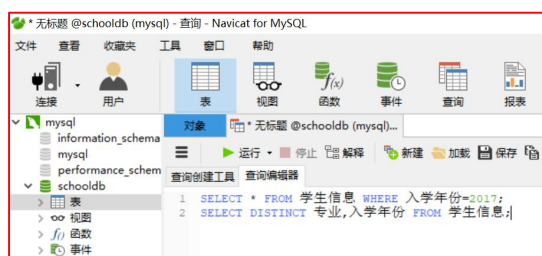 * 无标题 @schooldb (mysql) - 查询 - Navicat for MySQL
文件 查看 收藏夹 工具 窗口 帮助
连接 用户 表 视图 函数 事件 查询 报表
f(x)
mysql
information_schema
mysql
performance_schem
schooldb
表
视图
f() 函数
事件
对象 * 无标题 @schooldb (mysql)...
运行 停止 解释 新建 加载 保存
查询创建工具 查询编辑器
1 SELECT * FROM 学生信息 WHERE 入学年份=2017;
2 SELECT DISTINCT 专业,入学年份 FROM 学生信息;